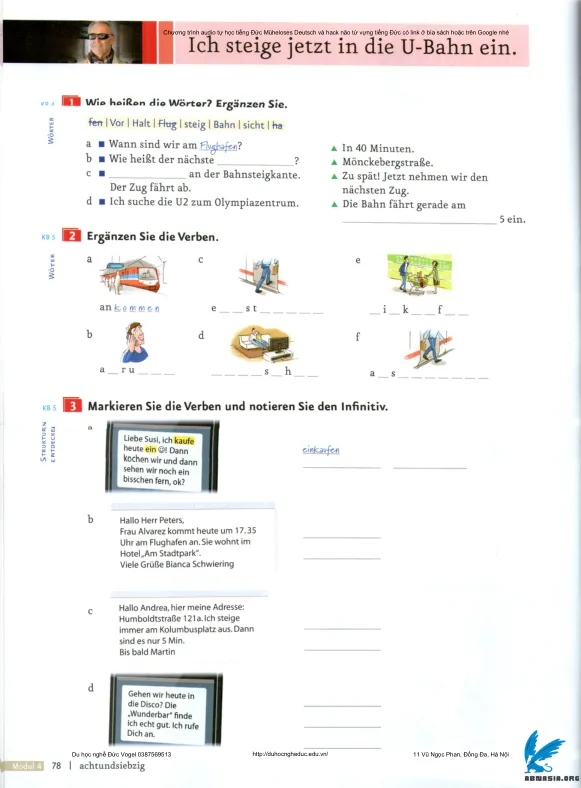 Chương trình audio tự học tiếng Đức Müheloses Deutsch và hack não từ vựng tiếng Đức có link ở bìa sách hoặc trên Google nhé
Ich steige jetzt in die U-Bahn ein.
1 Wie heißen die Wörter? Ergänzen Sie.
WÖRTER
fen | Vor | Halt | Flug | steig | Bahn | sicht | ha
a ■ Wann sind wir am Flughafen?
▲ In 40 Minuten.
b ■ Wie heißt der nächste ____________?
▲ Mönckebergstraße.
c ■ ____________ an der Bahnsteigkante.
Der Zug fährt ab.
▲ Zu spät! Jetzt nehmen wir den
nächsten Zug.
d ■ Ich suche die U2 zum Olympiazentrum.
▲ Die Bahn fährt gerade am
________________________ 5 ein.
KB 5 2 Ergänzen Sie die Verben.
WÖRTER
a
ankommen
c
e _ _ s t _ _ _ _ _ _
e
_ i _ k _ _ f _ _
b
a _ r u _ _ _ _
d
_ _ _ _ _ s _ h _ _
f
a _ s _ _ _ _ _ _ _
KB 5 3 Markieren Sie die Verben und notieren Sie den Infinitiv.
STRUKTUREN
ENTDECKEN
a
Liebe Susi, ich kaufe
heute ein ☺! Dann
kochen wir und dann
sehen wir noch ein
bisschen fern, ok?
einkaufen
b
Hallo Herr Peters,
Frau Alvarez kommt heute um 17.35
Uhr am Flughafen an. Sie wohnt im
Hotel „Am Stadtpark".
Viele Grüße Bianca Schwiering
c
Hallo Andrea, hier meine Adresse:
Humboldtstraße 121a. Ich steige
immer am Kolumbusplatz aus. Dann
sind es nur 5 Min.
Bis bald Martin
d
Gehen wir heute in
die Disco? Die
„Wunderbar" finde
ich echt gut. Ich rufe
Dich an.
Du học nghề Đức Vogel 0387569513
http://duhocngheduc.edu.vn/
11 Vũ Ngọc Phan, Đống Đa, Hà Nội
Modul 4 78 | achtundsiebzig
ABWASIA.ORG